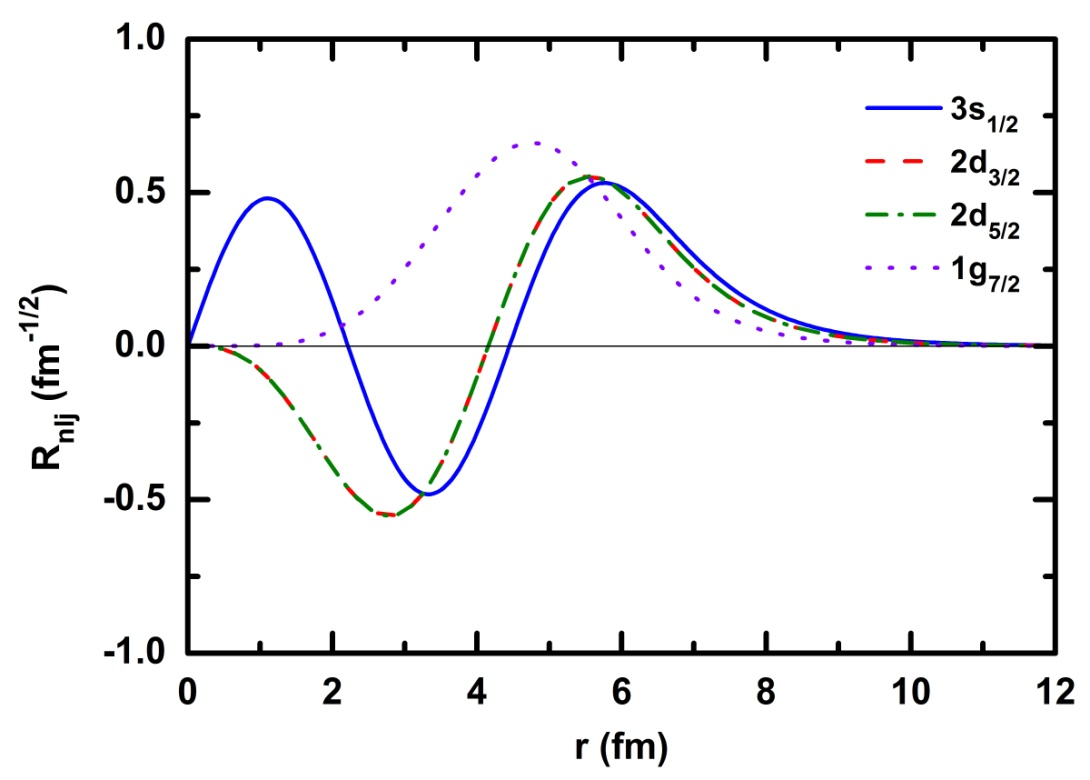 1.0
0.5
0.0
-0.5
-1.0
R_nlj (fm^-1/2)
3s_1/2
2d_3/2
2d_5/2
1g_7/2
0 2 4 6 8 10 12
r (fm)